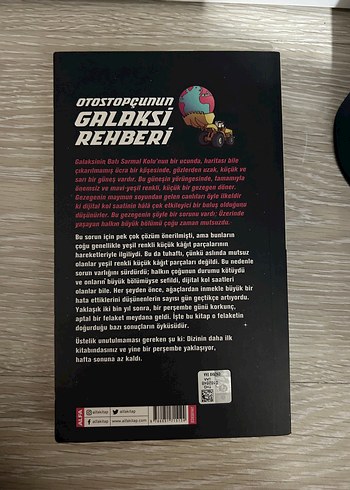 OTOSTOPÇUNUN
GALAKSİ
REHBERİ
Galaksinin Batı Sarmal Kolu'nun bir ucunda, haritası bile
çıkarılmamış ücra bir köşesinde, gözlerden uzak, küçük ve
sarı bir güneş vardır. Bu güneşin yörüngesinde, tamamıyla
önemsiz ve mavi-yeşil renkli, küçük bir gezegen döner.
Gezegenin maymun soyundan gelen canlıları öyle ilkeldir
ki dijital kol saatinin hâlâ çok etkileyici bir buluş olduğunu
düşünürler. Bu gezegenin şöyle bir sorunu vardı; Üzerinde
yaşayan halkın büyük bölümü çoğu zaman mutsuzdu.
Bu sorun için pek çok çözüm önerilmişti, ama bunların
çoğu genellikle yeşil renkli küçük kâğıt parçalarının
hareketleriyle ilgiliydi. Bu da tuhaftı, çünkü aslında mutsuz
olanlar yeşil renkli küçük kâğıt parçaları değildi. Bu nedenle
sorun varlığını sürdürdü; halkın çoğunun durumu kötüydü
ve onların büyük bölümüyse sefildi, dijital kol saatleri
olanlar bile. Her şeyden önce, ağaçlardan inmekle büyük bir
hata ettiklerini düşünenlerin sayısı gün geçtikçe artıyordu.
Yaklaşık iki bin yıl sonra, bir perşembe günü korkunç,
aptal bir felaket meydana geldi. İşte bu kitap o felaketin
doğurduğu bazı sonuçların öyküsüdür.
Üstelik unutulmaması gereken şu ki: Dizinin daha ilk
kitabındasınız ve yine bir perşembe yaklaşıyor,
hafta sonuna az kaldı.
ALFA
alfakitap
alfakitap
alfakitap
www.alfakitap.com